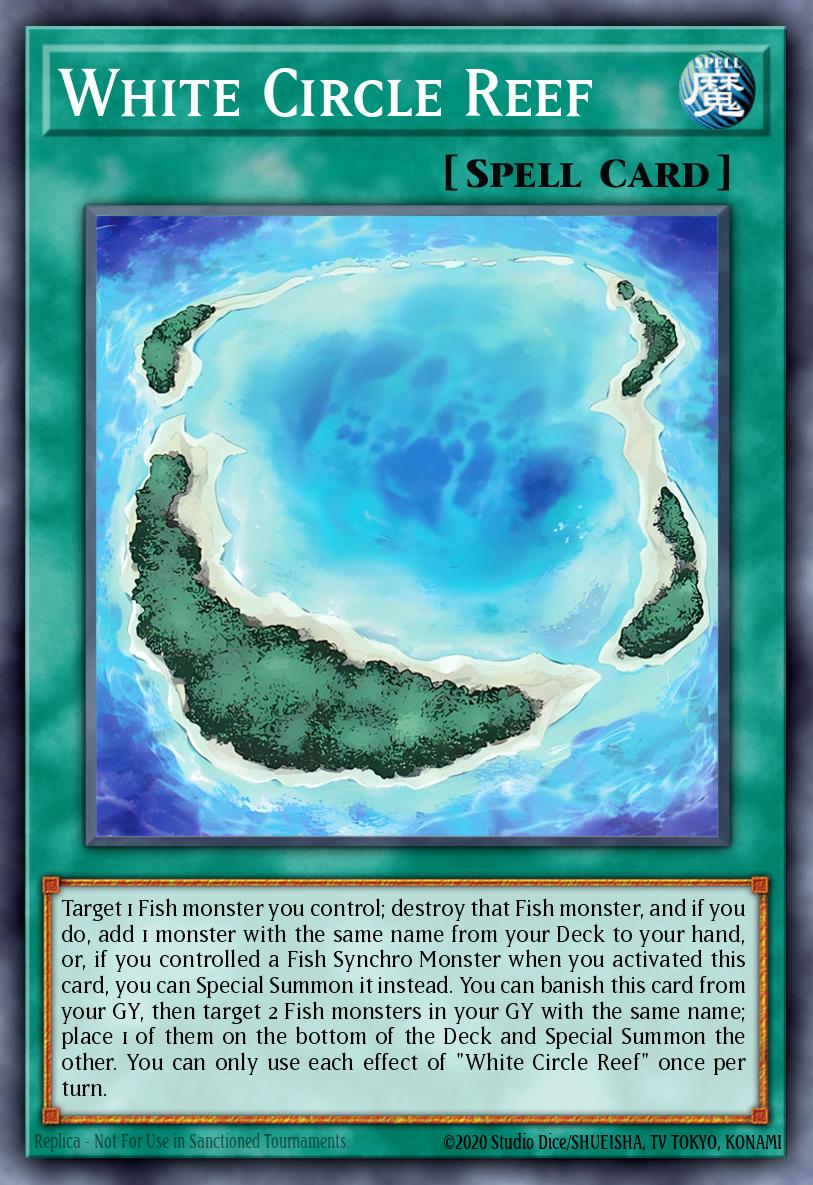 White Circle Reef
SPELL
魔
[Spell Card]
Target 1 Fish monster you control; destroy that Fish monster, and if you
do, add 1 monster with the same name from your Deck to your hand,
or, if you controlled a Fish Synchro Monster when you activated this
card, you can Special Summon it instead. You can banish this card from
your GY, then target 2 Fish monsters in your GY with the same name;
place 1 of them on the bottom of the Deck and Special Summon the
other. You can only use each effect of "White Circle Reef" once per
turn.
Replica - Not For Use in Sanctioned Tournaments.
©2020 Studio Dice/SHUEISHA, TV TOKYO, KONAMI